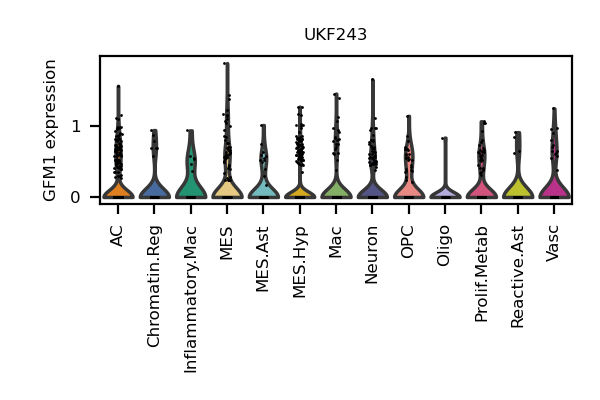 UKF243
GFM1 expression
1
0
AC
Chromatin.Reg
Inflammatory.Mac
MES
MES.Ast
MES.Hyp
Mac
Neuron
OPC
Oligo
Prolif.Metab
Reactive.Ast
Vasc